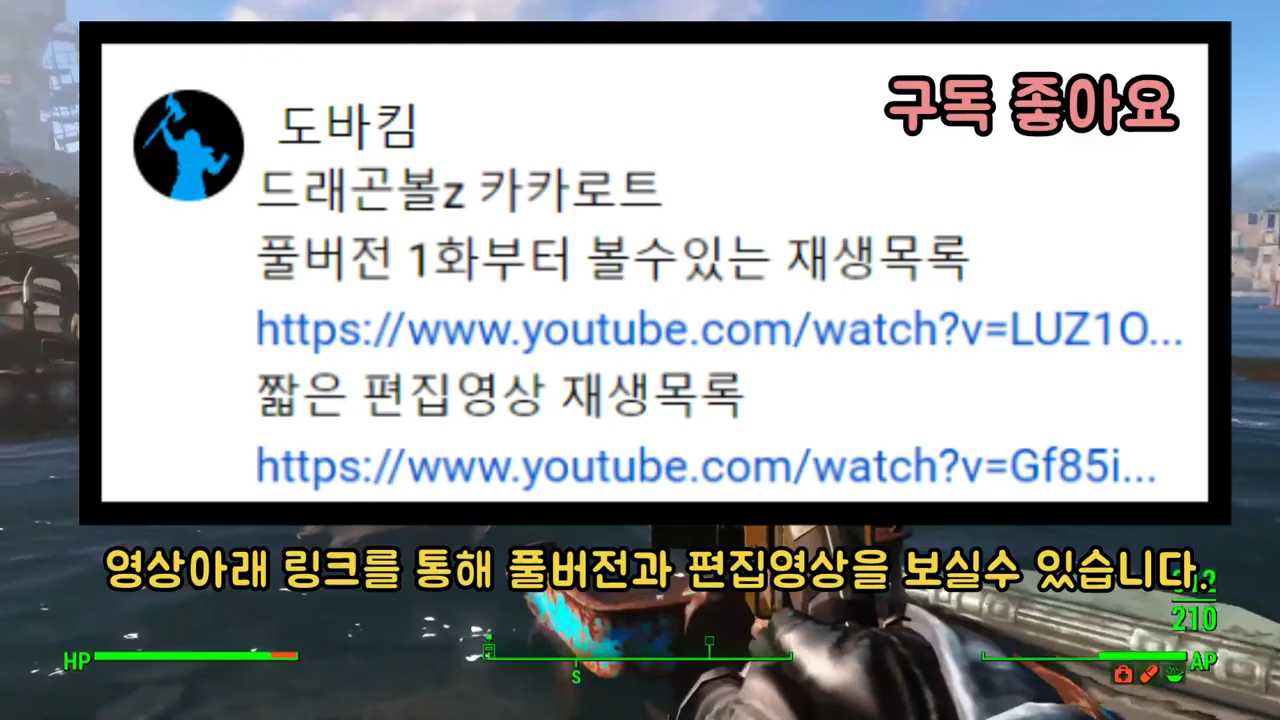 구독 좋아요
도바킴
드래곤볼z 카카로트
풀버전 1화부터 볼수있는 재생목록
https://www.youtube.com/watch?v=LUZ1O...
짧은 편집영상 재생목록
https://www.youtube.com/watch?v=Gf85i...
영상아래 링크를 통해 풀버전과 편집영상을 보실수 있습니다.
210
HP
S
AP